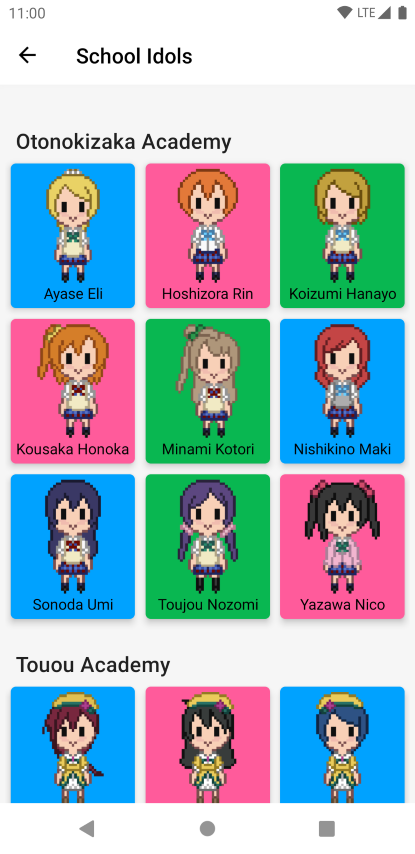 11:00 LTE
School Idols
Otonokizaka Academy
Ayase Eli
Hoshizora Rin
Koizumi Hanayo
Kousaka Honoka
Minami Kotori
Nishikino Maki
Sonoda Umi
Toujou Nozomi
Yazawa Nico
Touou Academy